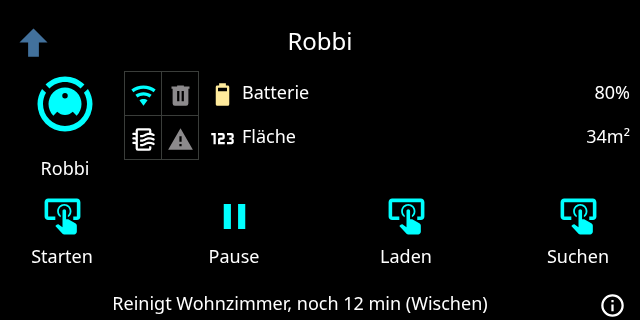 Robbi
Batterie 80%
123 Fläche 34m²
Robbi
Starten Pause Laden Suchen
Reinigt Wohnzimmer, noch 12 min (Wischen)